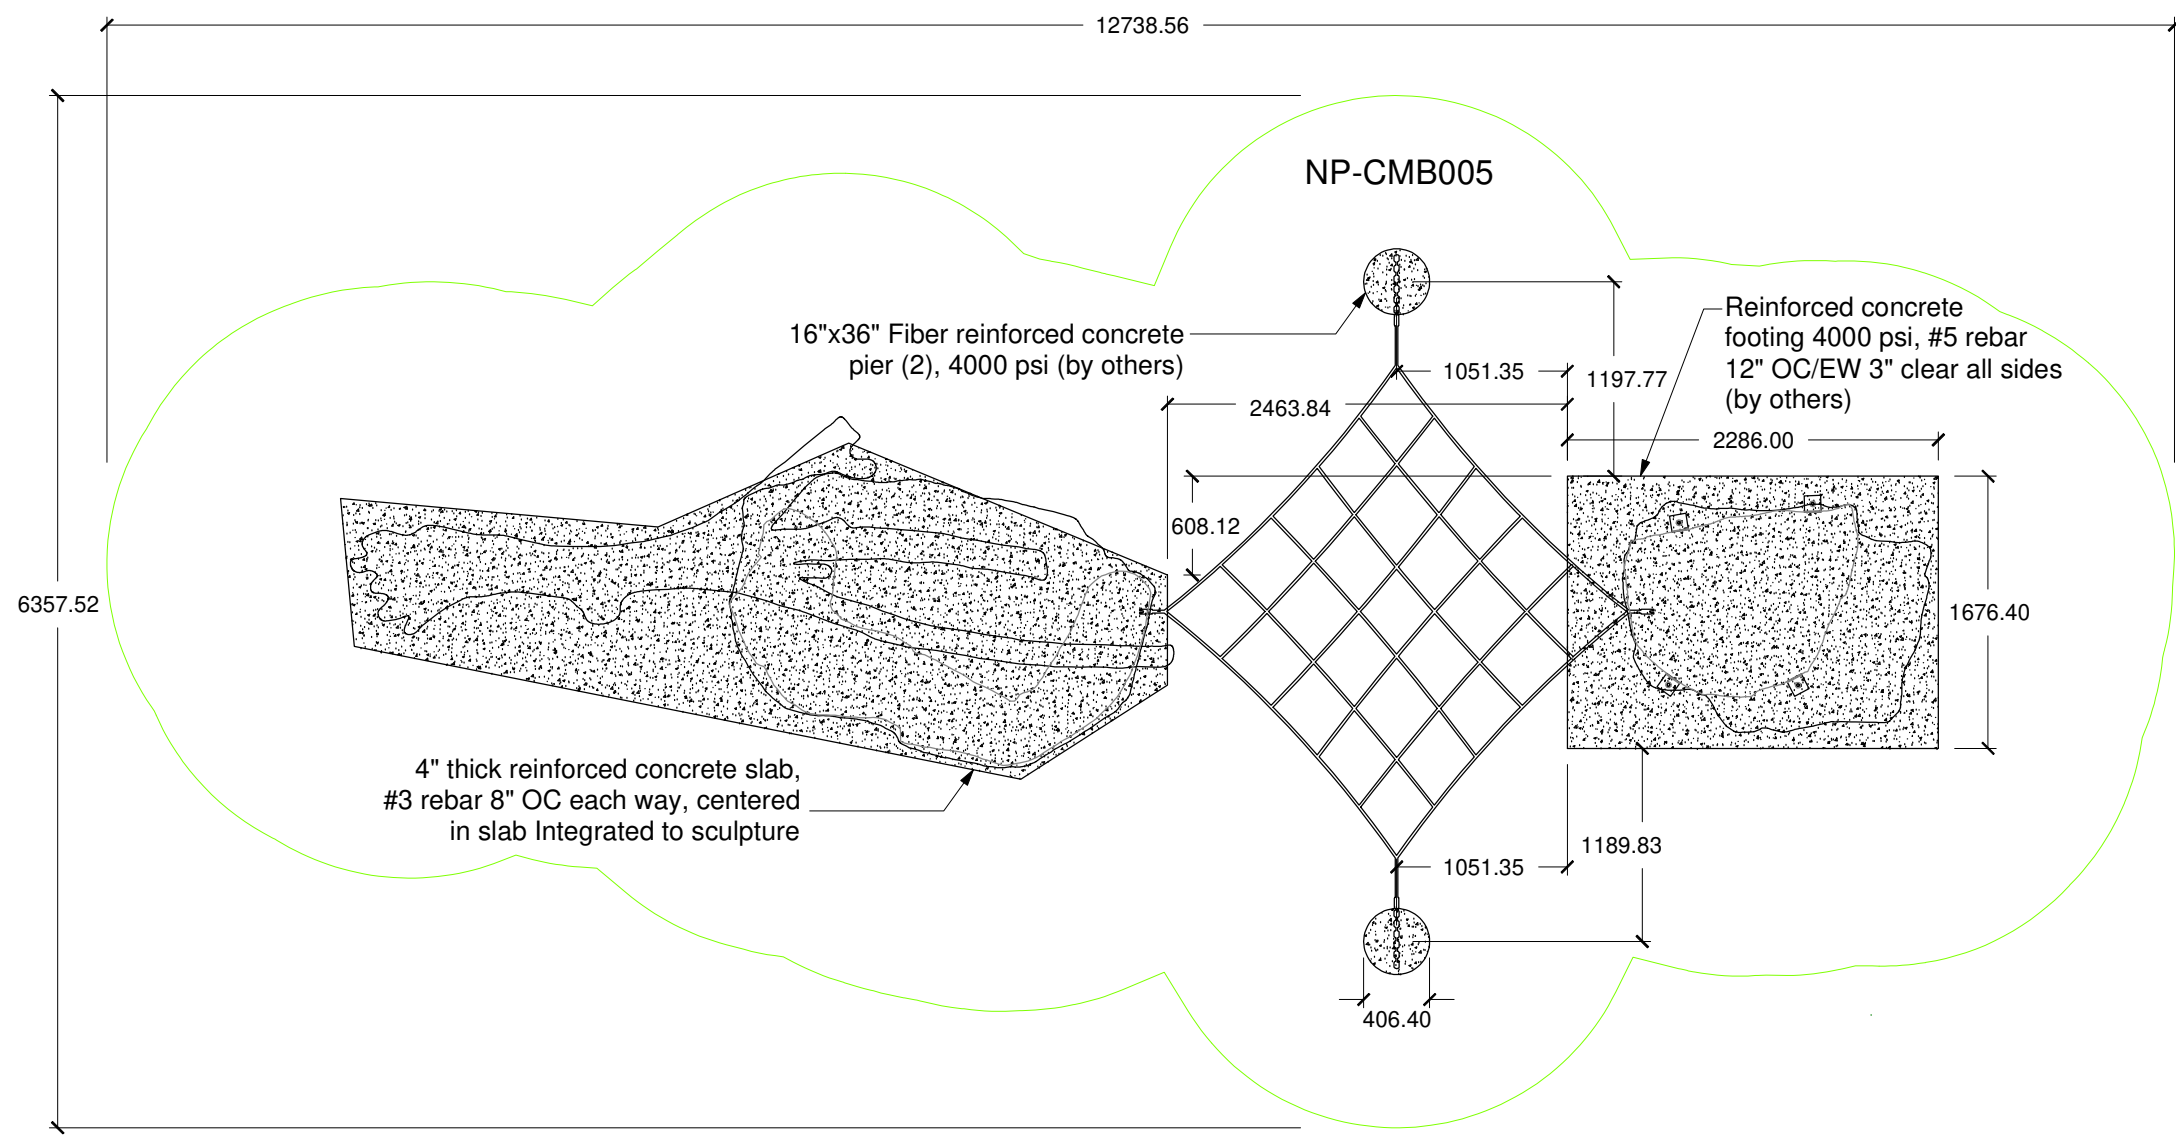 12738.56
NP-CMB005
16"x36" Fiber reinforced concrete
pier (2), 4000 psi (by others)
Reinforced concrete
footing 4000 psi, #5 rebar
12" OC/EW 3" clear all sides
(by others)
1051.35
1197.77
2463.84
2286.00
608.12
6357.52
1676.40
4" thick reinforced concrete slab,
#3 rebar 8" OC each way, centered
in slab Integrated to sculpture
1189.83
1051.35
406.40